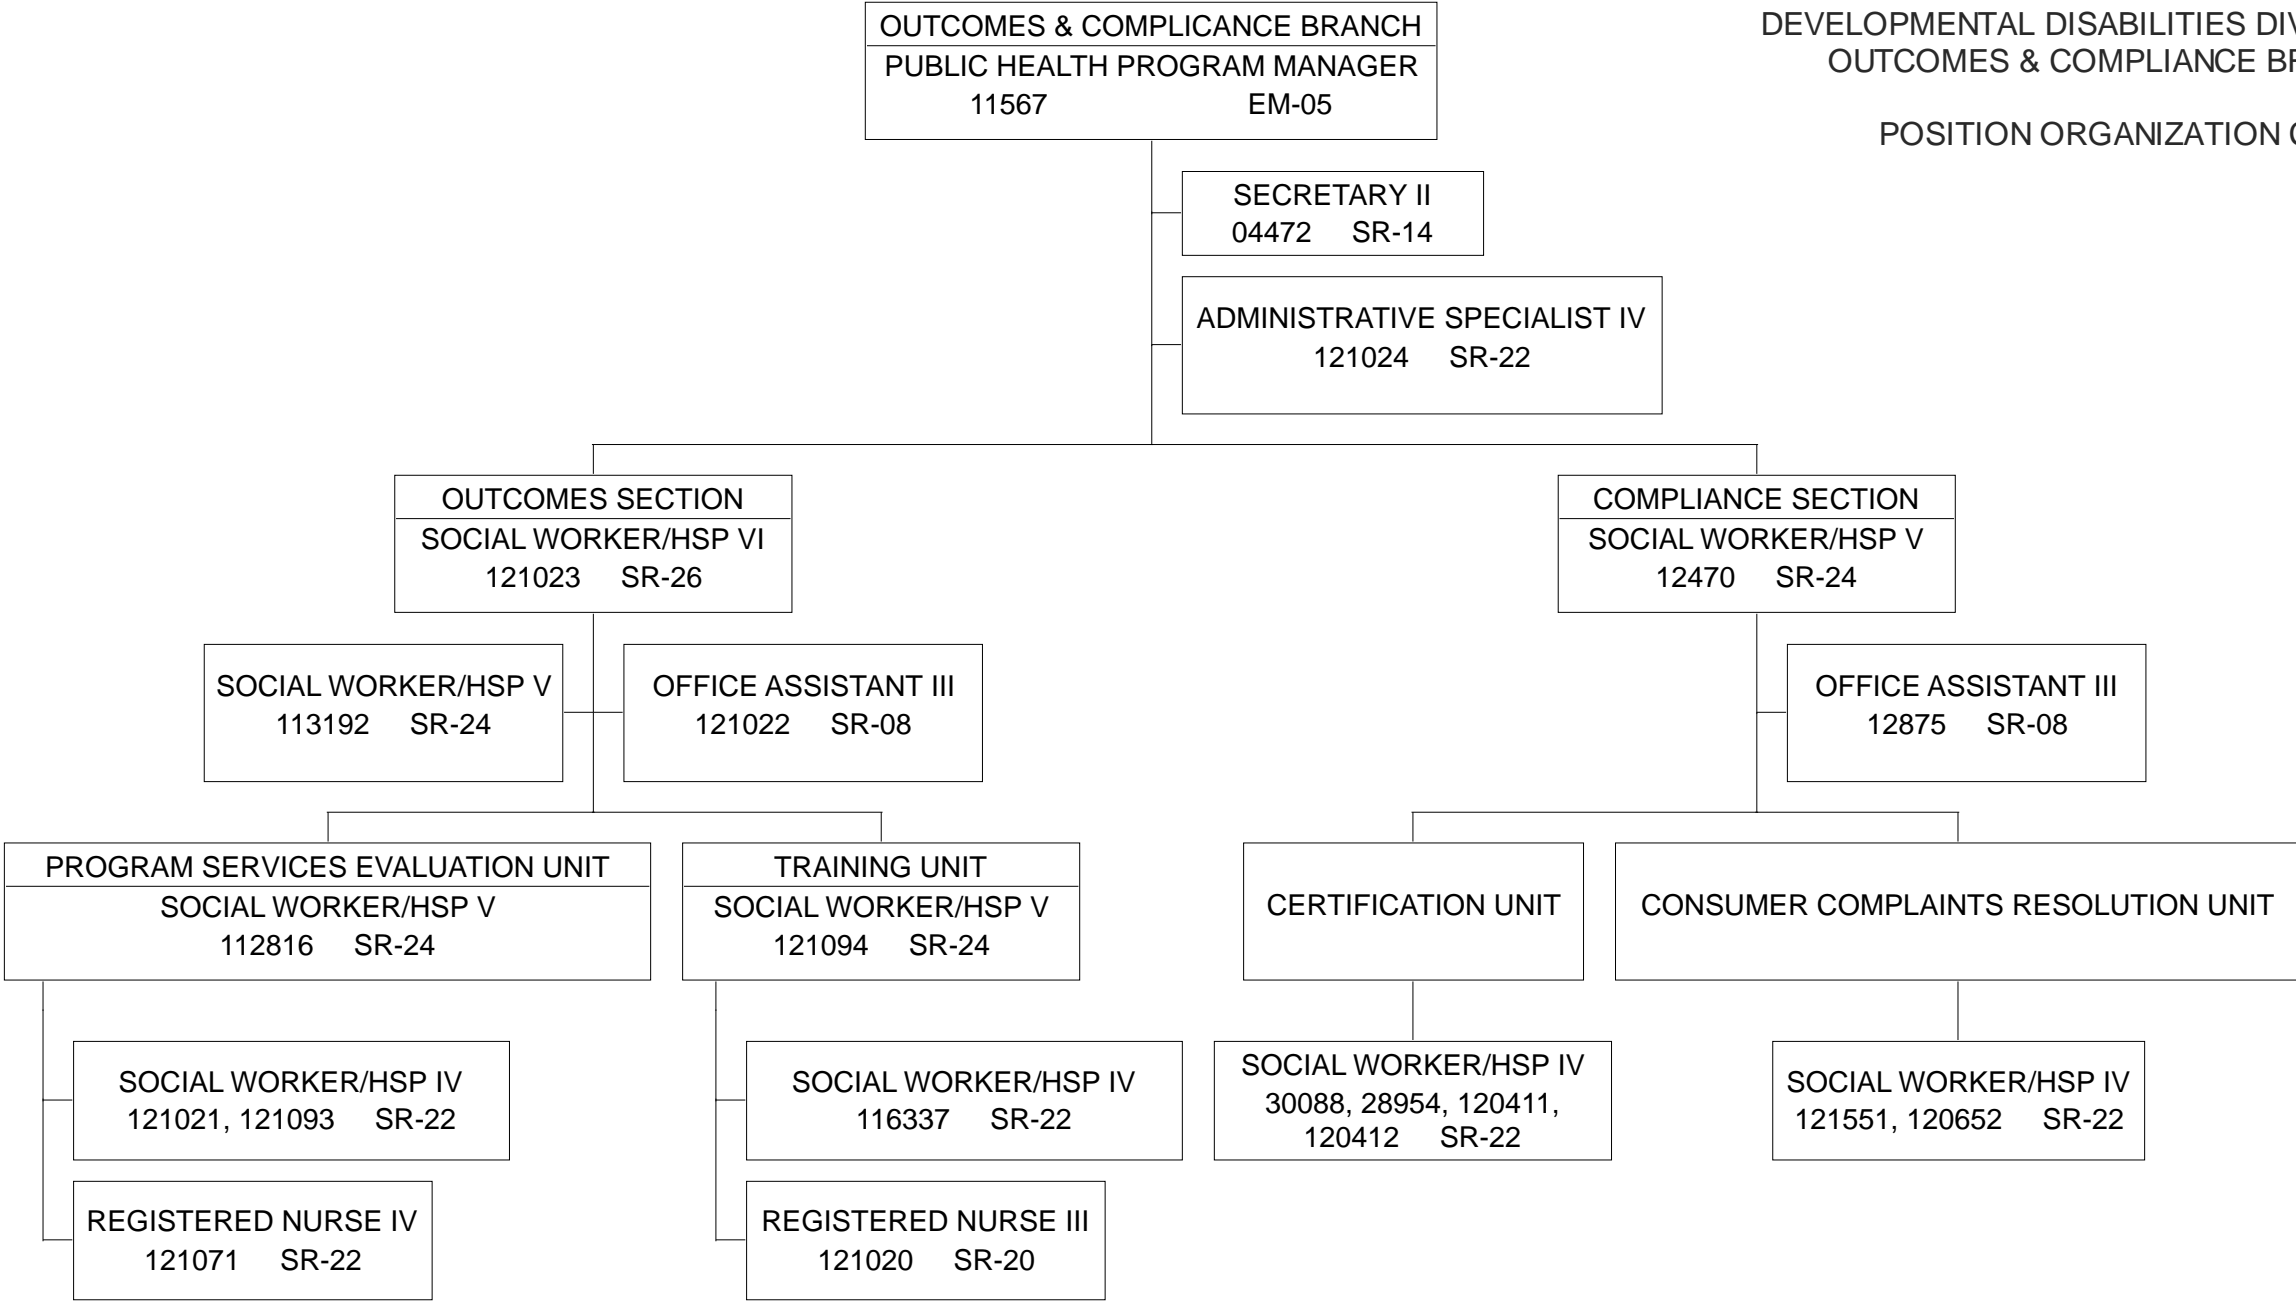 OUTCOMES & COMPLICANCE BRANCH
PUBLIC HEALTH PROGRAM MANAGER
11567 EM-05
DEVELOPMENTAL DISABILITIES
OUTCOMES & COMPLIANCE
POSITION ORGANIZATION
SECRETARY II
04472 SR-14
ADMINISTRATIVE SPECIALIST IV
121024 SR-22
OUTCOMES SECTION
SOCIAL WORKER/HSP VI
121023 SR-26
COMPLIANCE SECTION
SOCIAL WORKER/HSP V
12470 SR-24
SOCIAL WORKER/HSP V
113192 SR-24
OFFICE ASSISTANT III
121022 SR-08
OFFICE ASSISTANT III
12875 SR-08
PROGRAM SERVICES EVALUATION UNIT
SOCIAL WORKER/HSP V
112816 SR-24
TRAINING UNIT
SOCIAL WORKER/HSP V
121094 SR-24
CERTIFICATION UNIT
CONSUMER COMPLAINTS RESOLUTION UNIT
SOCIAL WORKER/HSP IV
121021, 121093 SR-22
SOCIAL WORKER/HSP IV
116337 SR-22
SOCIAL WORKER/HSP IV
30088, 28954, 120411,
120412 SR-22
SOCIAL WORKER/HSP IV
121551, 120652 SR-22
REGISTERED NURSE IV
121071 SR-22
REGISTERED NURSE III
121020 SR-20